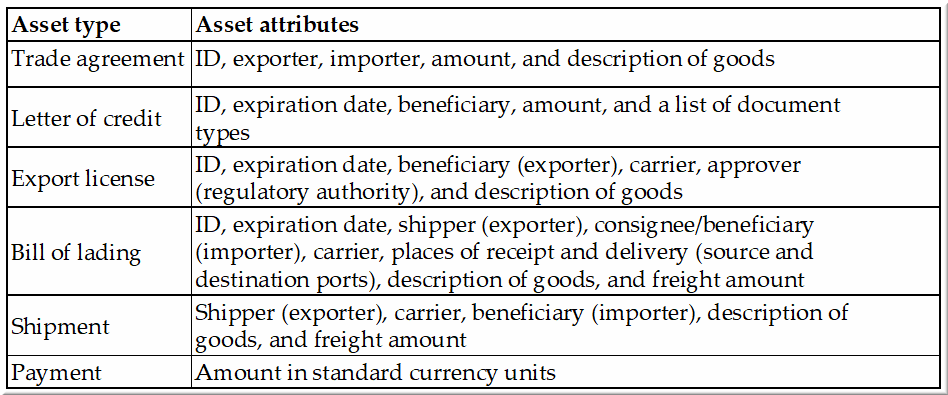 Asset type Asset attributes
Trade agreement ID, exporter, importer, amount, and description of goods
Letter of credit ID, expiration date, beneficiary, amount, and a list of document
types
Export license ID, expiration date, beneficiary (exporter), carrier, approver
(regulatory authority), and description of goods
Bill of lading ID, expiration date, shipper (exporter), consignee/beneficiary
(importer), carrier, places of receipt and delivery (source and
destination ports), description of goods, and freight amount
Shipment Shipper (exporter), carrier, beneficiary (importer), description of
goods, and freight amount
Payment Amount in standard currency units